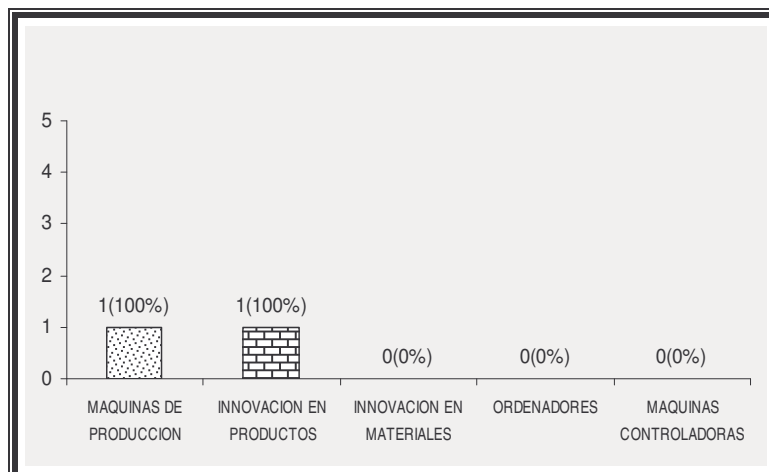 5
4
3
2
1
0
1(100%)
1(100%)
0(0%)
0(0%)
0(0%)
MAQUINAS DE
PRODUCCION
INNOVACION EN
PRODUCTOS
INNOVACION EN
MATERIALES
ORDENADORES
MAQUINAS
CONTROLADORAS